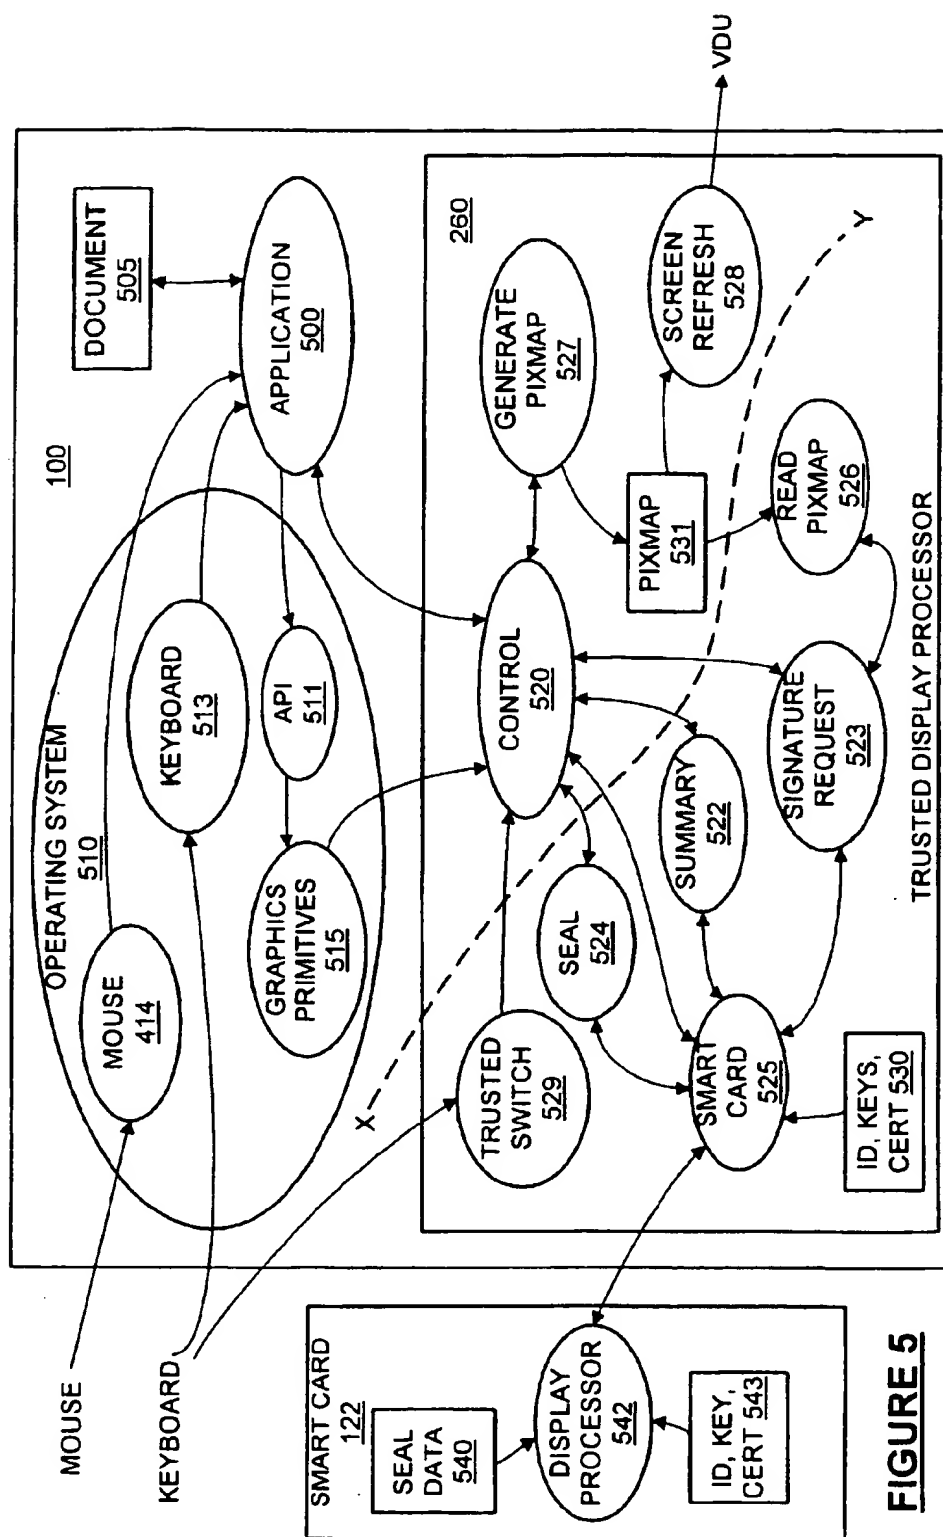 MOUSE
KEYBOARD
100
OPERATING SYSTEM
510
MOUSE
414
KEYBOARD
513
API
511
GRAPHICS
PRIMITIVES
515
DOCUMENT
505
APPLICATION
500
X
260
TRUSTED
SWITCH
529
CONTROL
520
GENERATE
PIXMAP
527
SEAL
524
PIXMAP
531
SCREEN
REFRESH
528
VDU
SUMMARY
522
SMART
CARD
525
SIGNATURE
REQUEST
523
READ
PIXMAP
526
Y
ID, KEYS,
CERT 530
TRUSTED DISPLAY PROCESSOR
SMART CARD
122
SEAL
DATA
540
DISPLAY
PROCESSOR
542
ID, KEY,
CERT 543
FIGURE 5